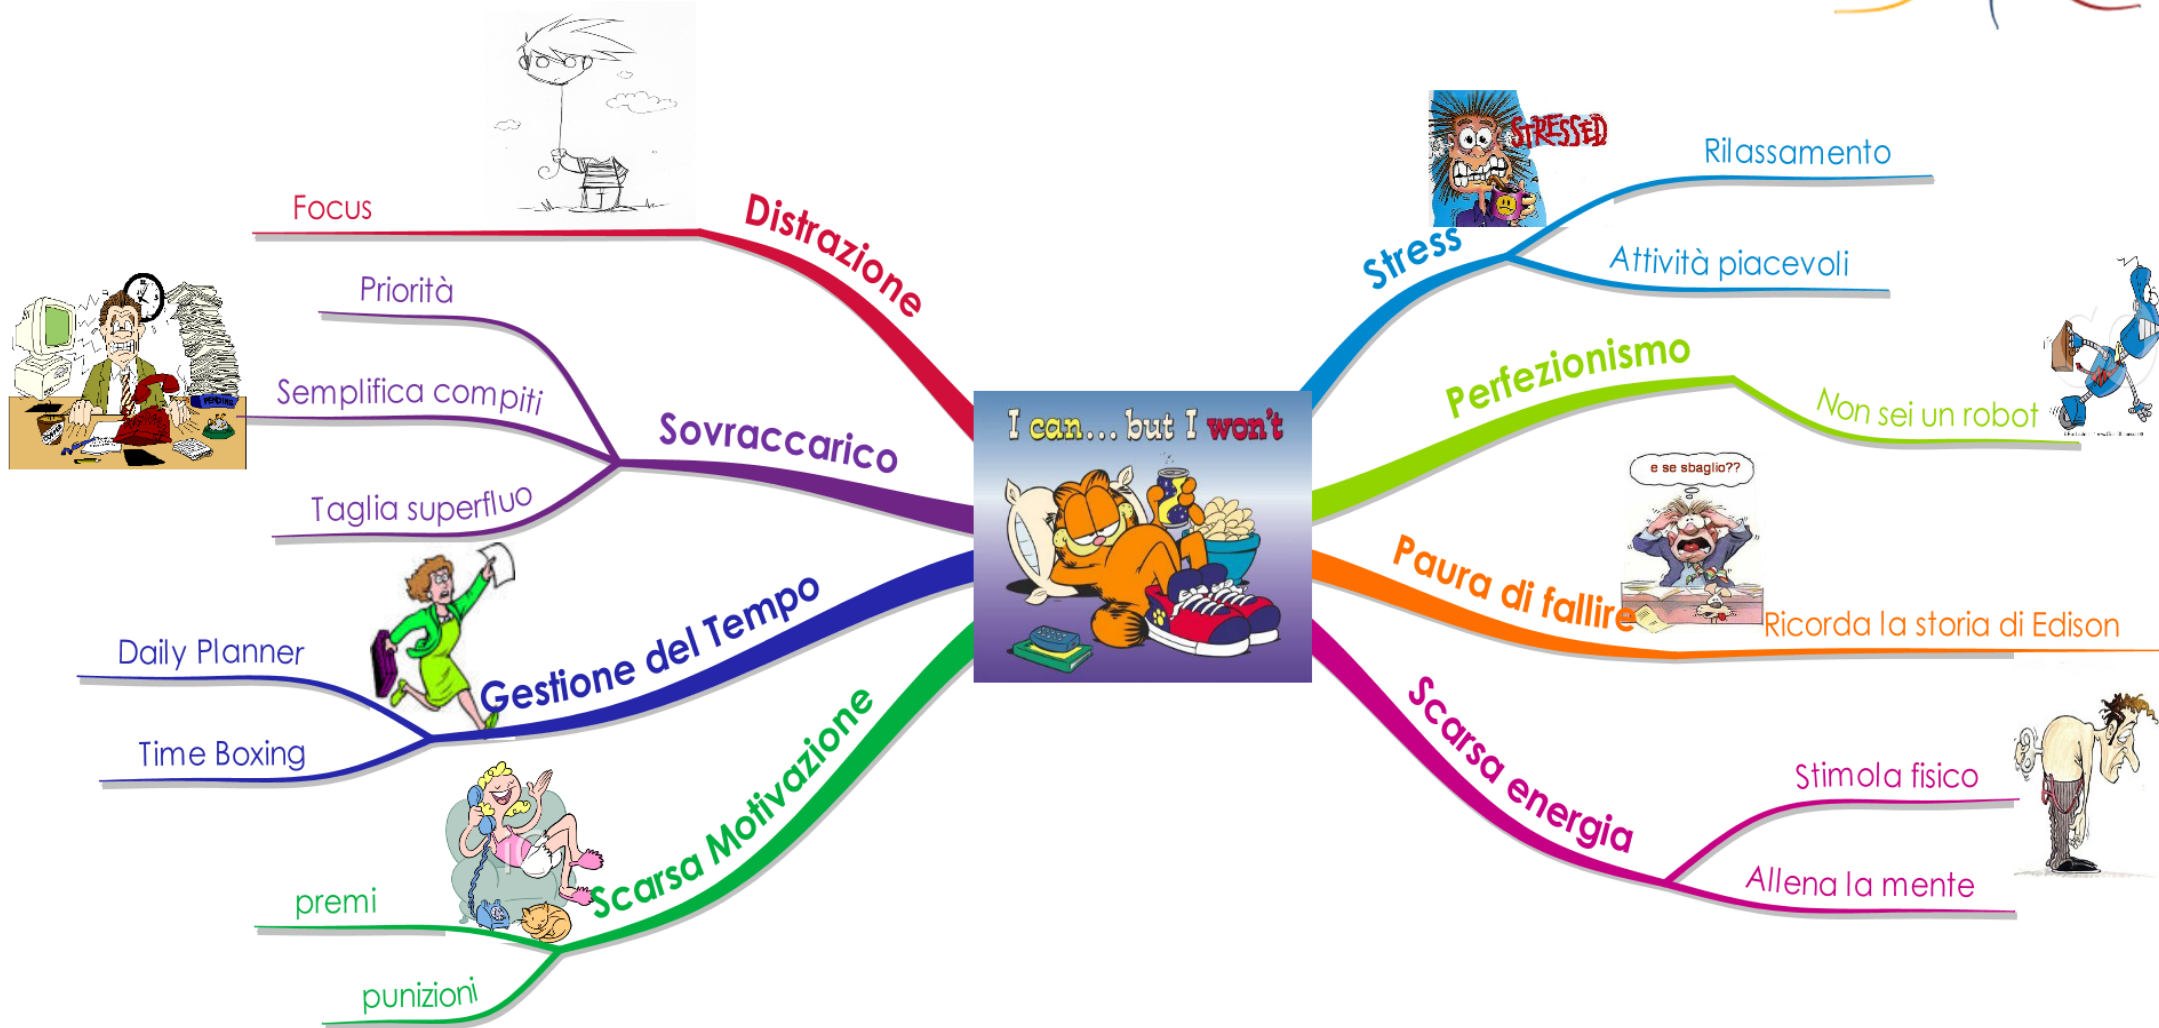 I can... but I won't
Distrazione
Focus
Sovraccarico
Priorità
Semplifica compiti
Taglia superfluo
PENDING
Gestione del Tempo
Daily Planner
Time Boxing
Scarsa Motivazione
premi
punizioni
Stress
STRESSED
Rilassamento
Attività piacevoli
Perfezionismo
Non sei un robot
Paura di fallire
e se sbaglio??
Ricorda la storia di Edison
Scarsa energia
Stimola fisico
Allena la mente